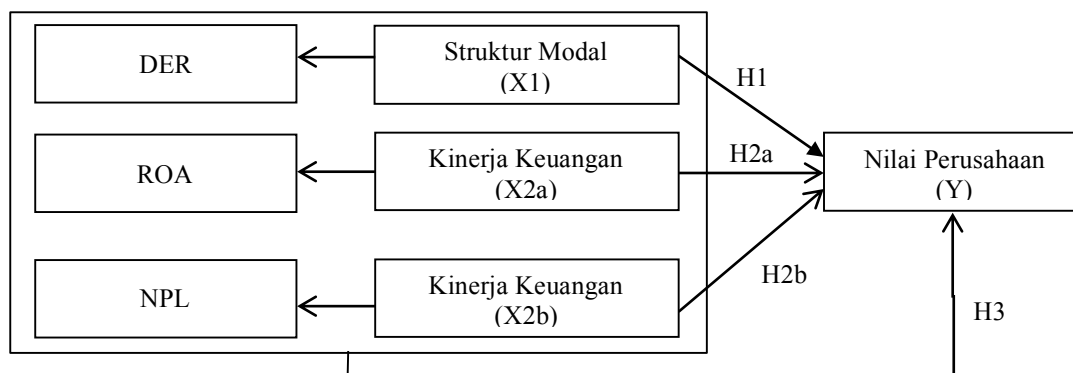 DER
Struktur Modal
(X1)
H1
ROA
Kinerja Keuangan
(X2a)
H2a
Nilai Perusahaan
(Y)
NPL
Kinerja Keuangan
(X2b)
H2b
H3